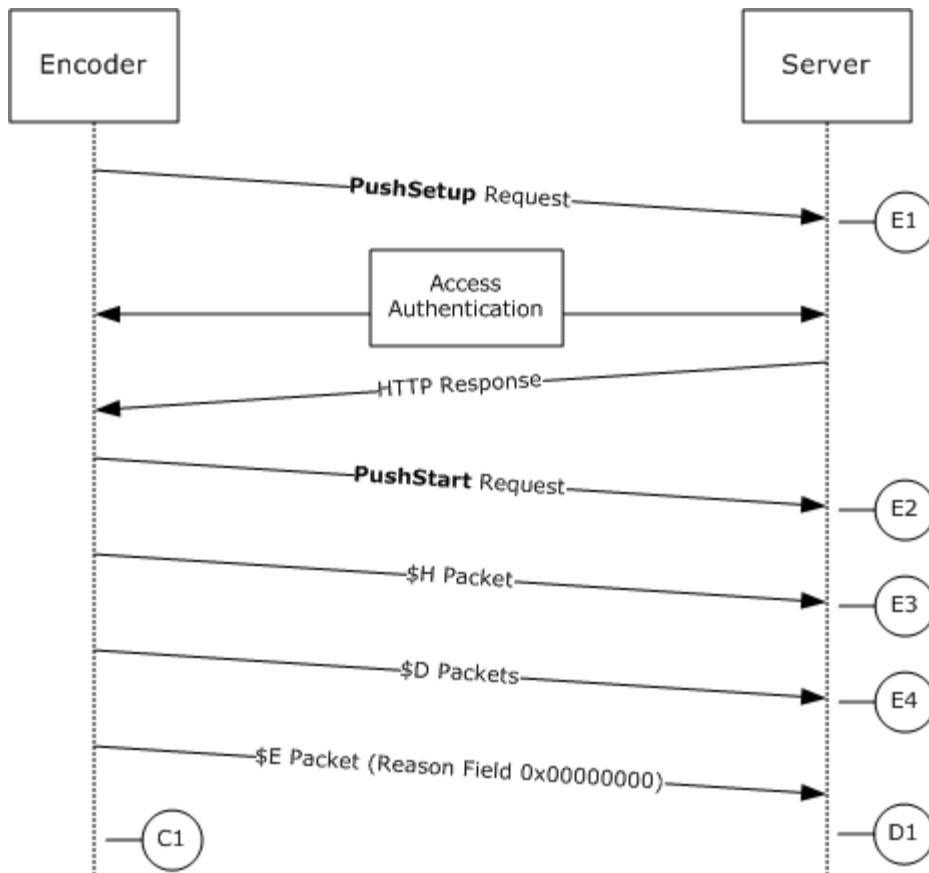 Encoder
Server
PushSetup Request
E1
Access
Authentication
HTTP Response
PushStart Request
E2
$H Packet
E3
$D Packets
E4
$E Packet (Reason Field 0x00000000)
C1
D1